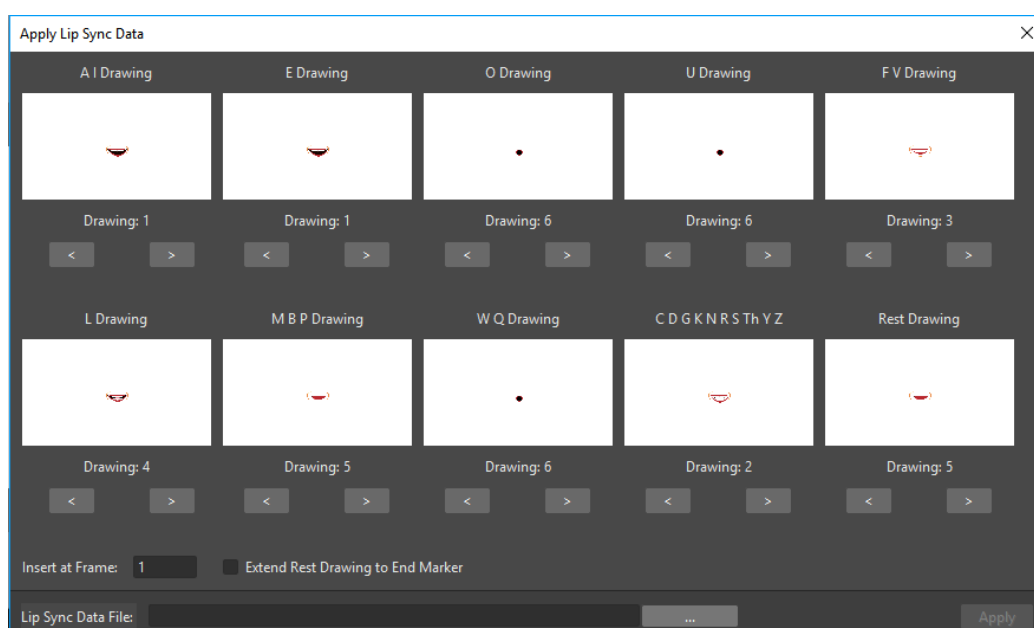 Apply Lip Sync Data
A I Drawing E Drawing O Drawing U Drawing F V Drawing
Drawing: 1 Drawing: 1 Drawing: 6 Drawing: 6 Drawing: 3
< > < > < > < > < >
L Drawing M B P Drawing W Q Drawing C D G K N R S Th Y Z Rest Drawing
Drawing: 4 Drawing: 5 Drawing: 6 Drawing: 2 Drawing: 5
< > < > < > < > < >
Insert at Frame: 1 Extend Rest Drawing to End Marker
Lip Sync Data File: ... Apply